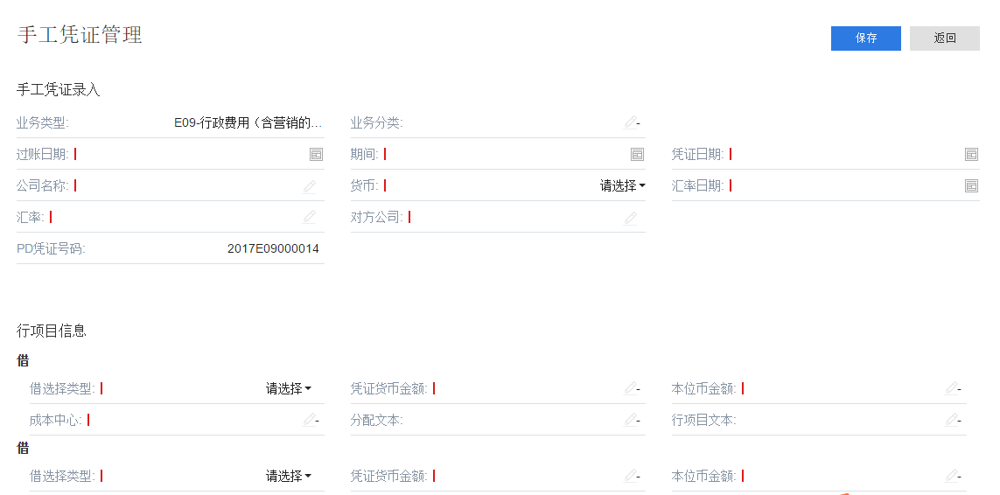 手工凭证管理
保存 返回
手工凭证录入
业务类型: E09-行政费用（含营销的... 业务分类: -
过账日期: 期间: 凭证日期:
公司名称: 货币: 请选择 汇率日期:
汇率: 对方公司:
PD凭证号码: 2017E09000014
行项目信息
借
借选择类型: 请选择 凭证货币金额: - 本位币金额: -
成本中心: - 分配文本: - 行项目文本: -
借
借选择类型: 请选择 凭证货币金额: - 本位币金额: -